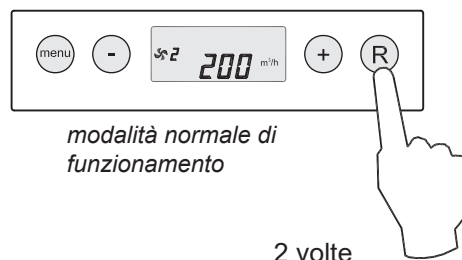 menu - 2 200 m³/h + R
modalità normale di
funzionamento
2 volte